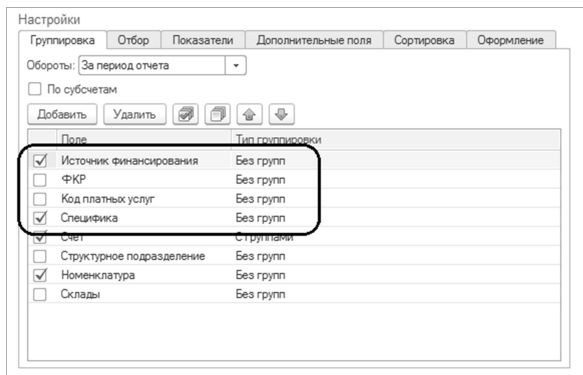 Настройки
Группировка Отбор Показатели Дополнительные поля Сортировка Оформление
Обороты: За период отчета
По субсчетам
Добавить Удалить
Поле Тип группировки
Источник финансирования Без групп
ФКР Без групп
Код платных услуг Без групп
Специфика Без групп
Счет С группами
Структурное подразделение Без групп
Номенклатура Без групп
Склады Без групп